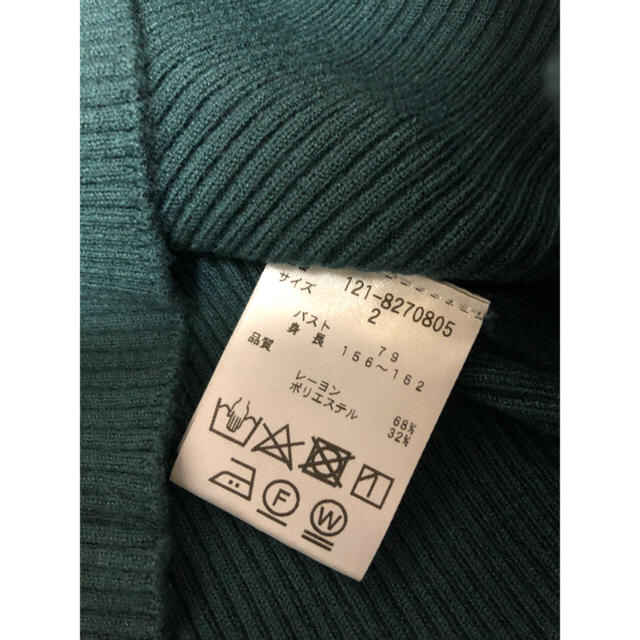 121-8270805
サイズ 2
バスト 79
身長 156～162
品質
レーヨン 68%
ポリエステル 32%
F
W